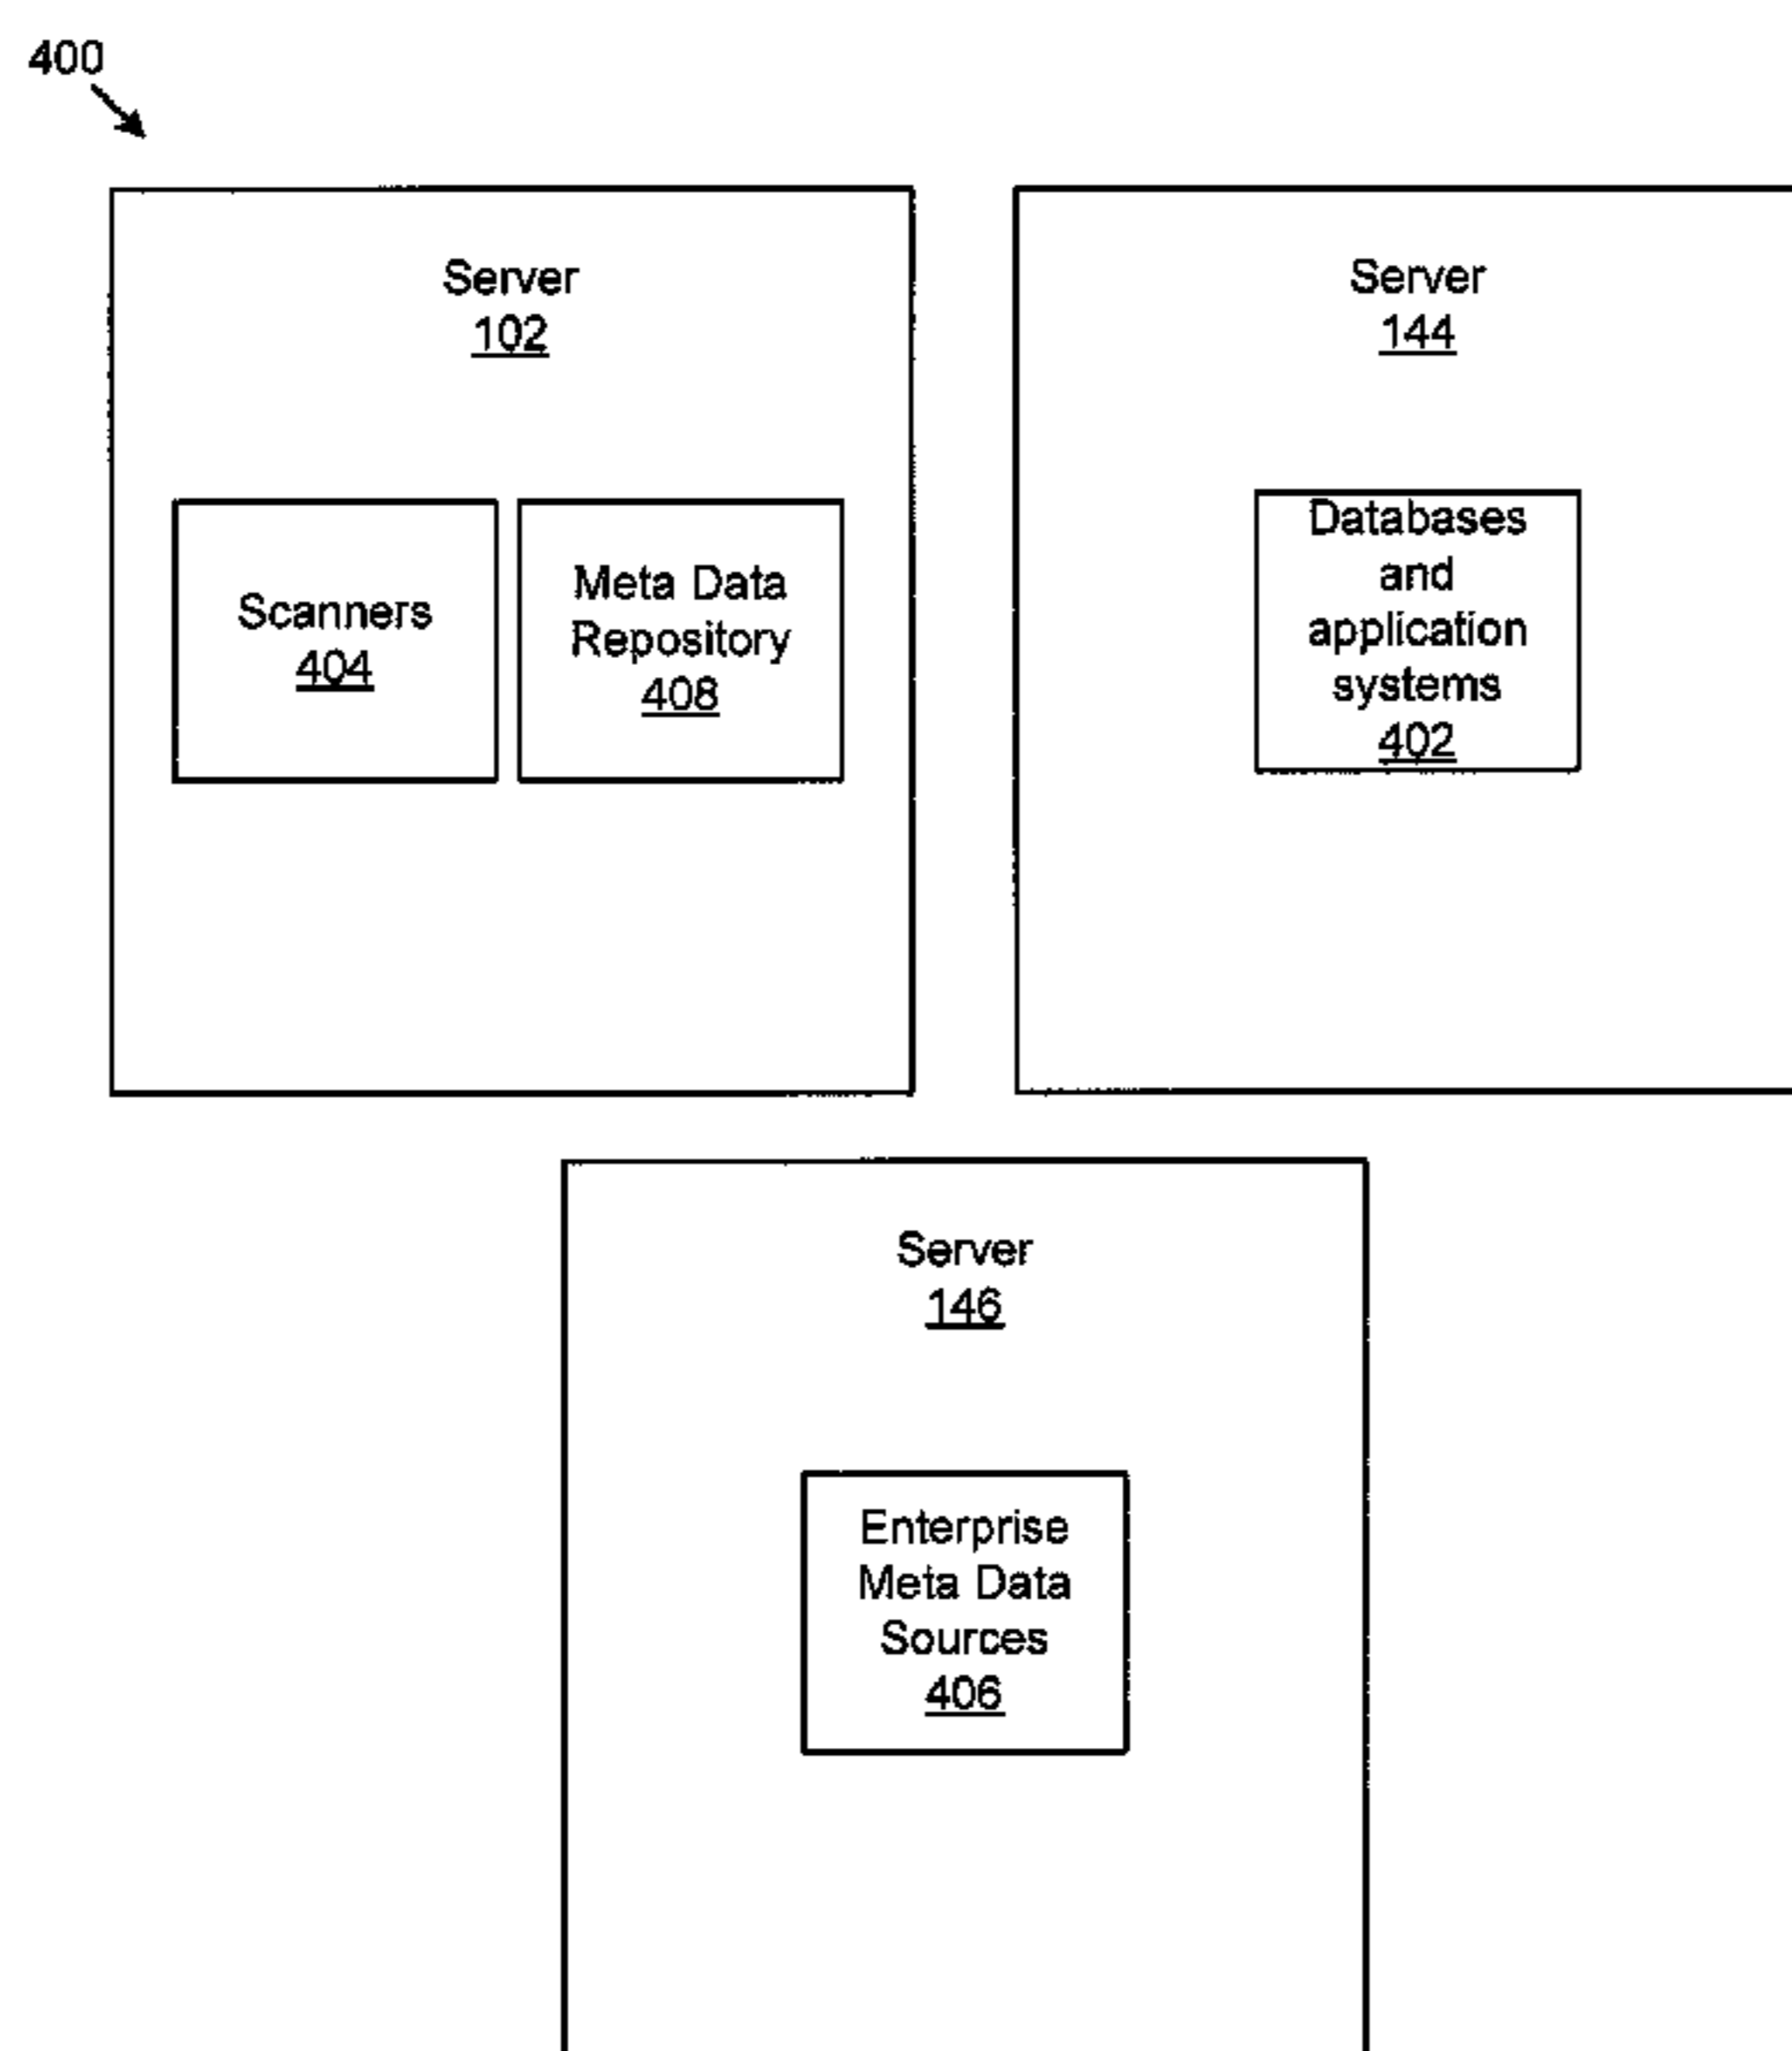 400
Server
102
Scanners
404
Meta Data
Repository
408
Server
144
Databases
and
application
systems
402
Server
146
Enterprise
Meta Data
Sources
406